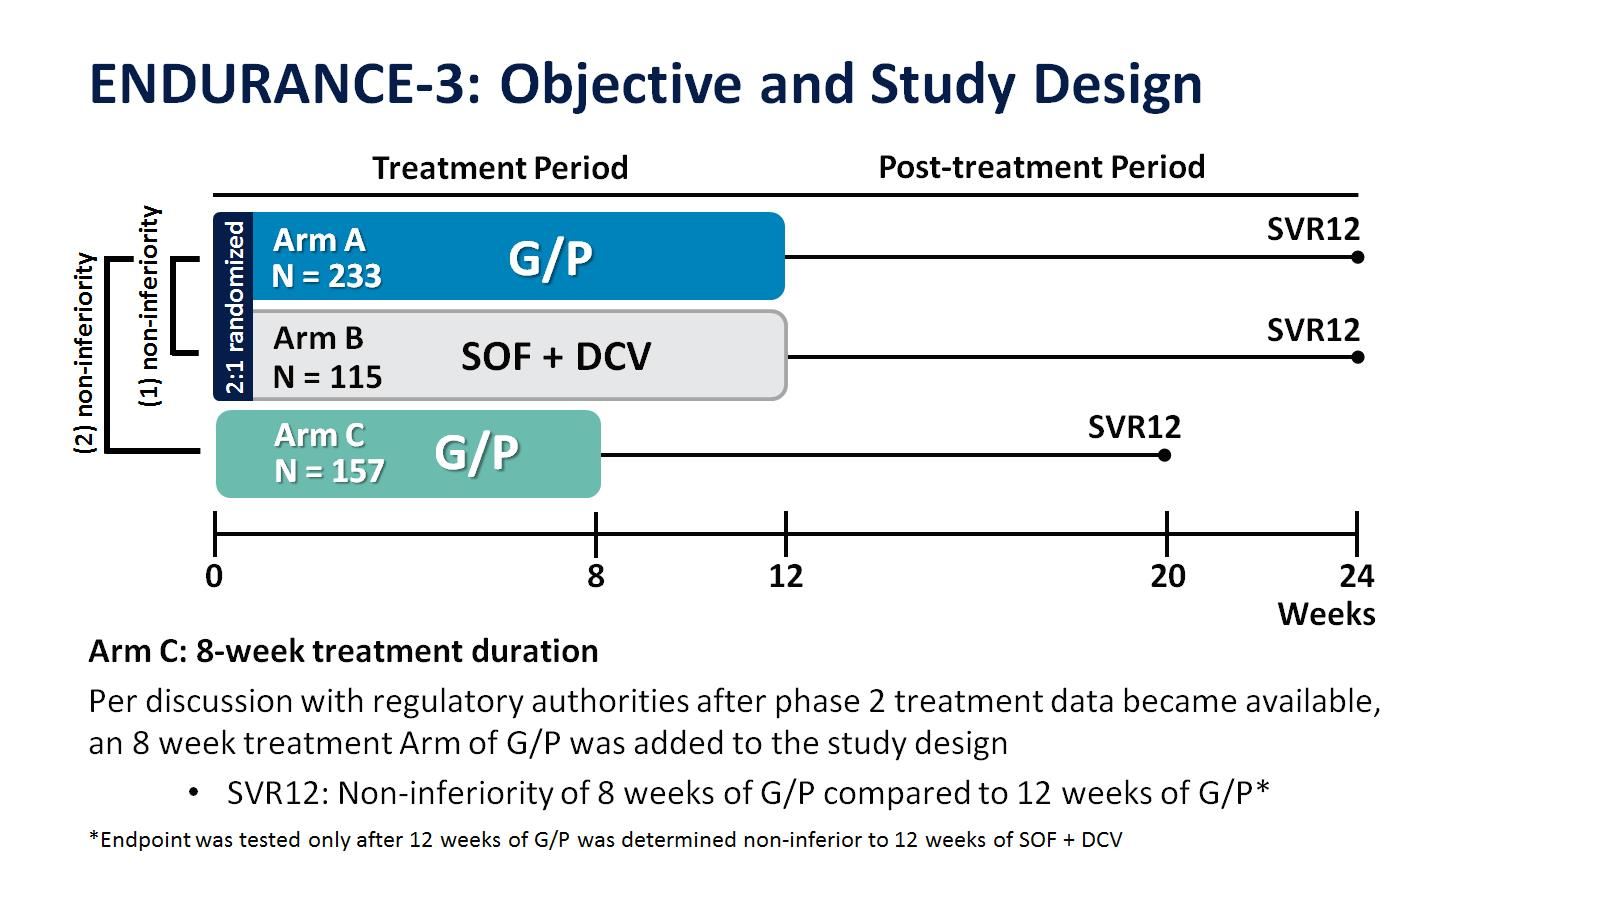 ENDURANCE-3: Objective and Study Design
Treatment Period
Post-treatment Period
(2) non-inferiority
(1) non-inferiority
2:1 randomized
Arm A
N = 233
G/P
SVR12
Arm B
N = 115
SOF + DCV
SVR12
Arm C
N = 157
G/P
SVR12
0
8
12
20
24
Weeks
Arm C: 8-week treatment duration
Per discussion with regulatory authorities after phase 2 treatment data became available,
an 8 week treatment Arm of G/P was added to the study design
• SVR12: Non-inferiority of 8 weeks of G/P compared to 12 weeks of G/P*
*Endpoint was tested only after 12 weeks of G/P was determined non-inferior to 12 weeks of SOF + DCV